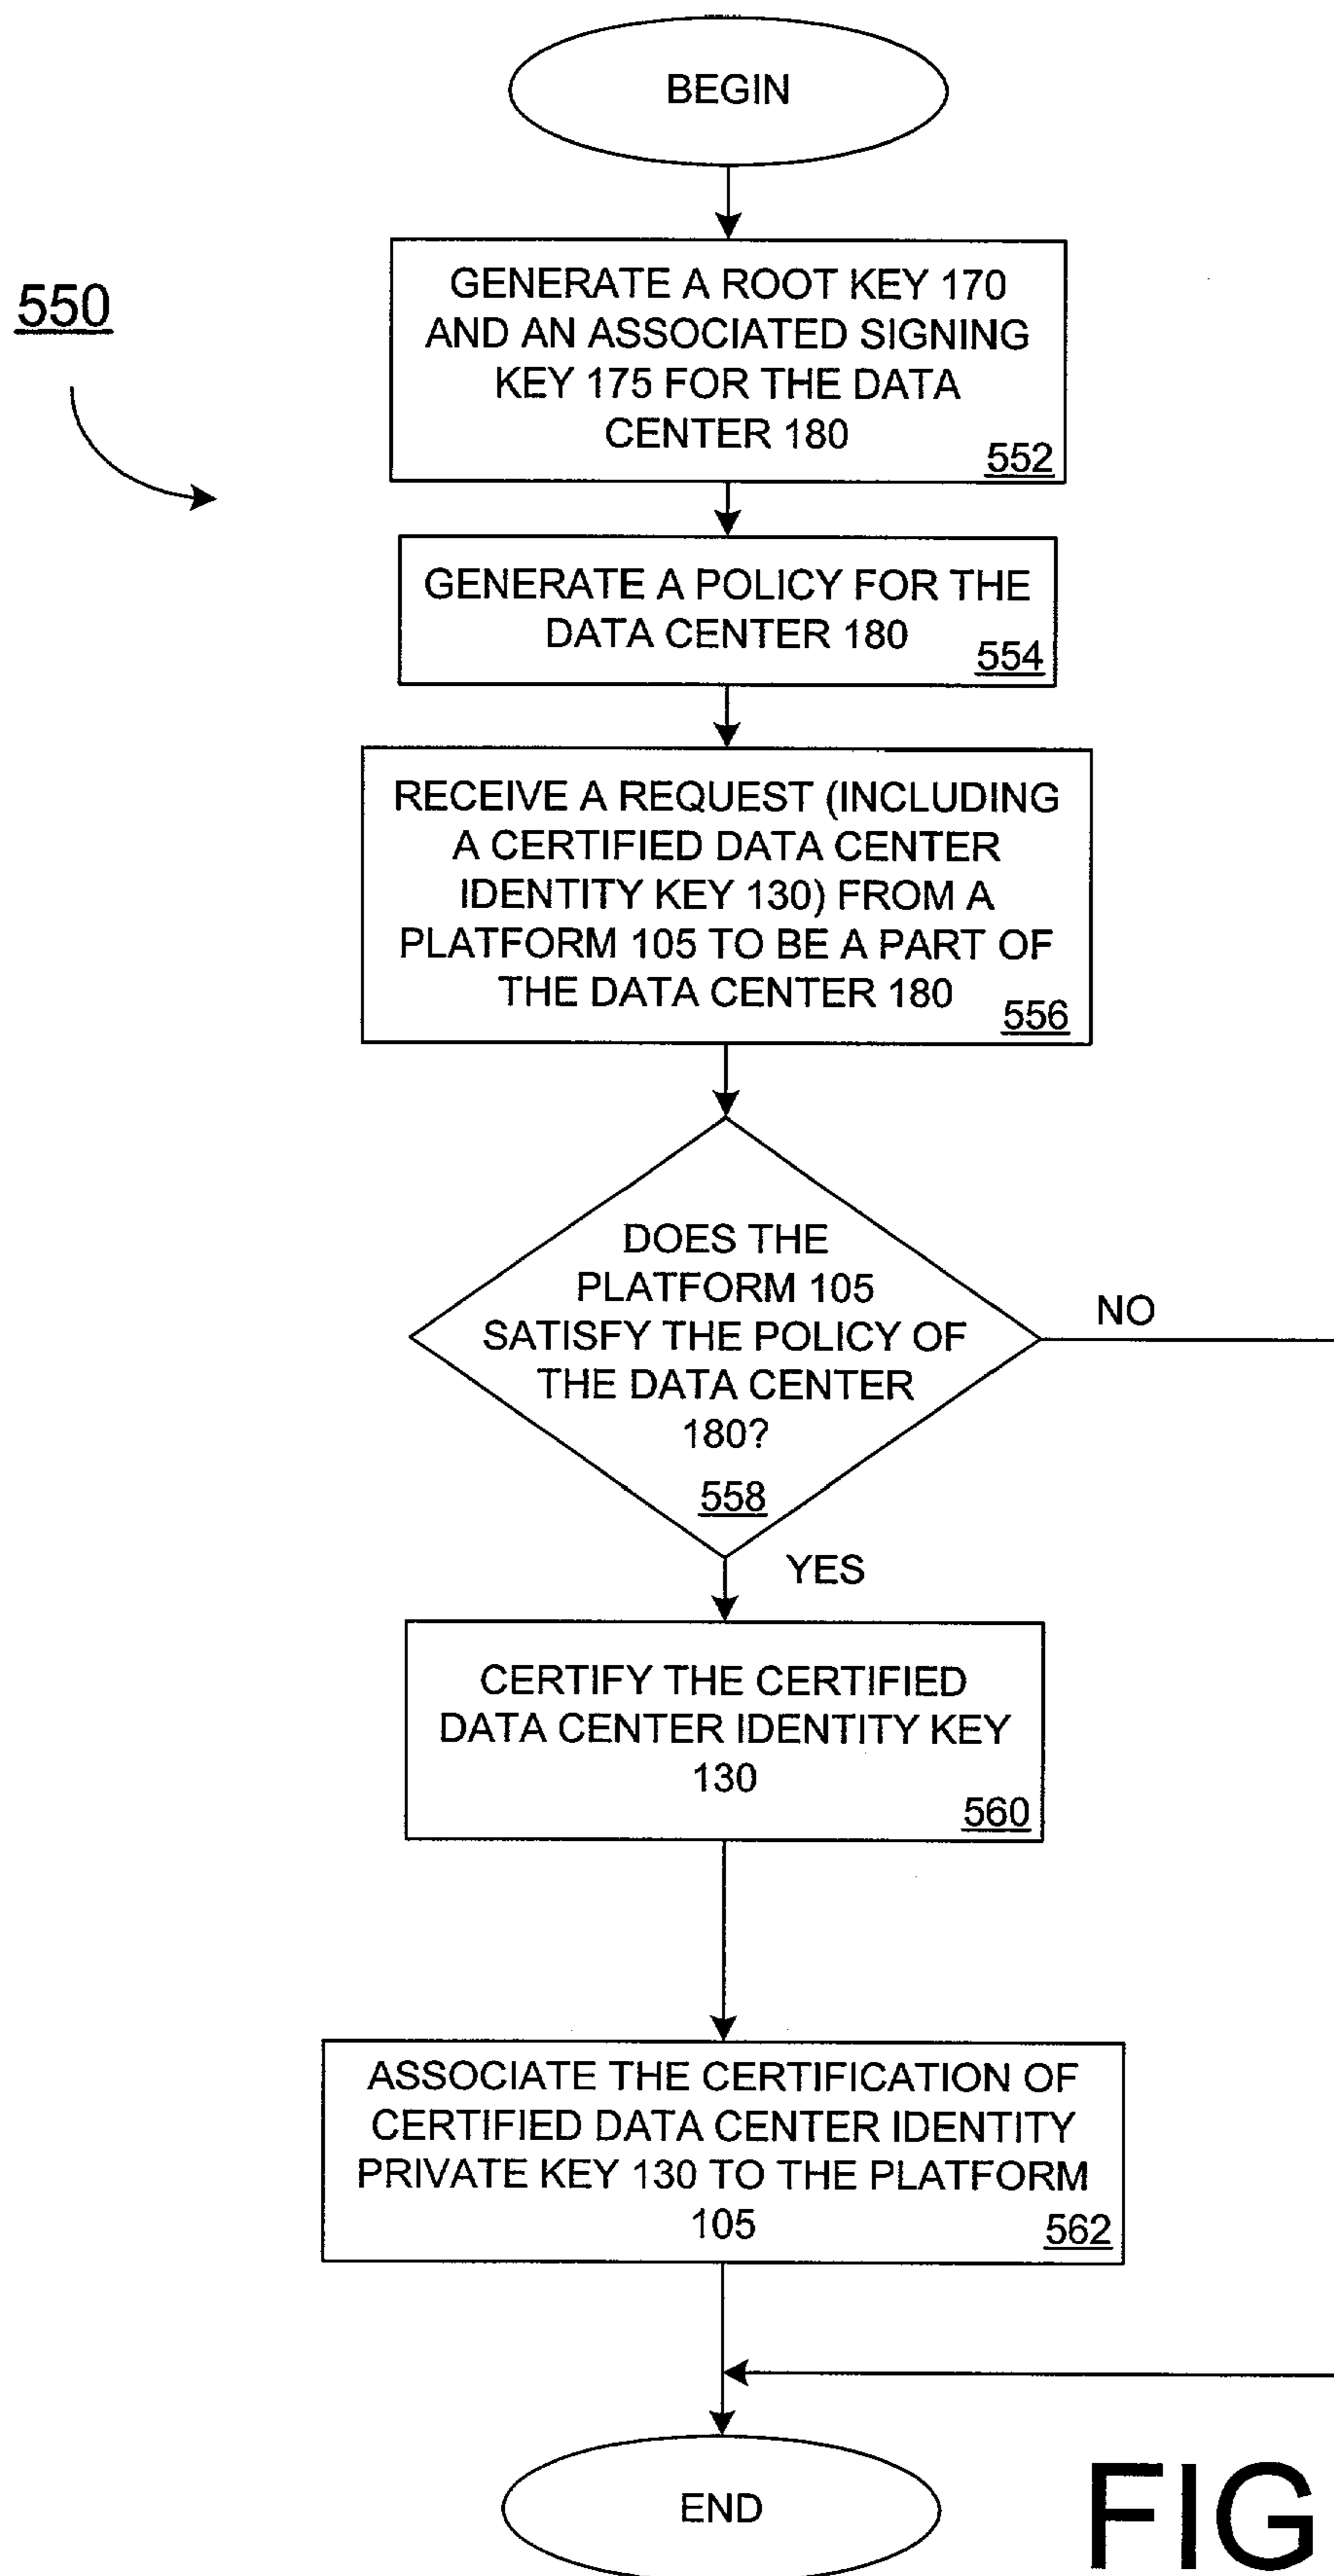 BEGIN
550
GENERATE A ROOT KEY 170
AND AN ASSOCIATED SIGNING
KEY 175 FOR THE DATA
CENTER 180
552
GENERATE A POLICY FOR THE
DATA CENTER 180
554
RECEIVE A REQUEST (INCLUDING
A CERTIFIED DATA CENTER
IDENTITY KEY 130) FROM A
PLATFORM 105 TO BE A PART OF
THE DATA CENTER 180
556
DOES THE
PLATFORM 105
SATISFY THE POLICY OF
THE DATA CENTER
180?
558
NO
YES
CERTIFY THE CERTIFIED
DATA CENTER IDENTITY KEY
130
560
ASSOCIATE THE CERTIFICATION OF
CERTIFIED DATA CENTER IDENTITY
PRIVATE KEY 130 TO THE PLATFORM
105
562
END
FIG